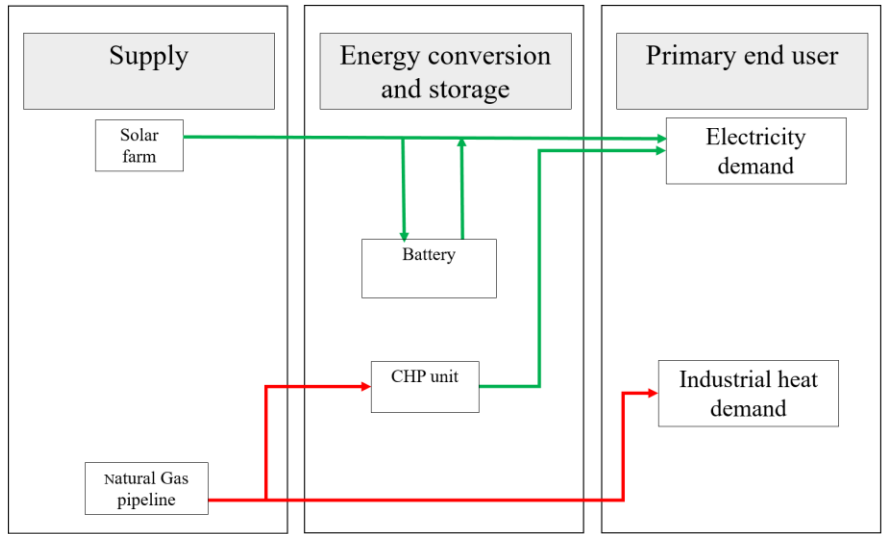 Supply
Energy conversion
and storage
Primary end user
Solar
farm
Electricity
demand
Battery
CHP unit
Industrial heat
demand
Natural Gas
pipeline